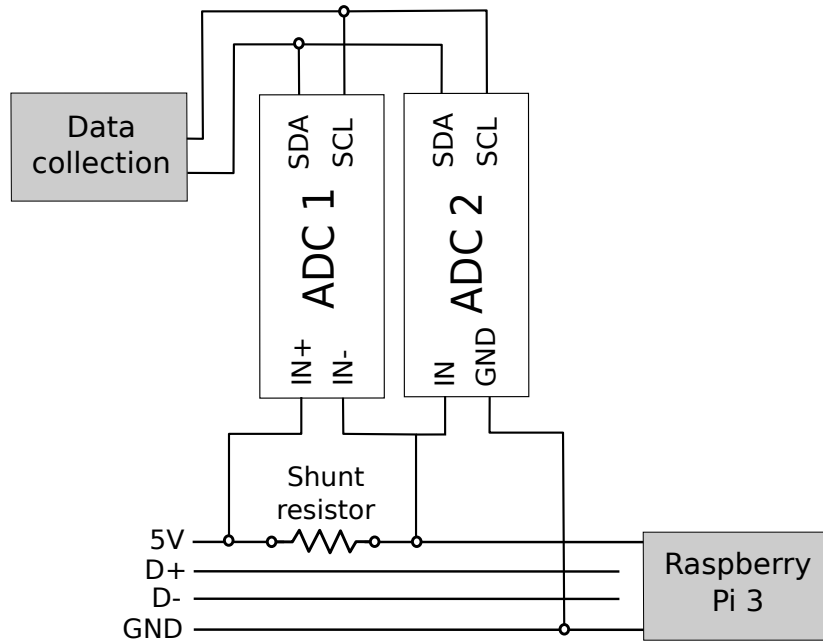 Data
collection
SDA
SCL
ADC 1
IN+
IN-
SDA
SCL
ADC 2
IN
GND
Shunt
resistor
5V
D+
D-
GND
Raspberry
Pi 3